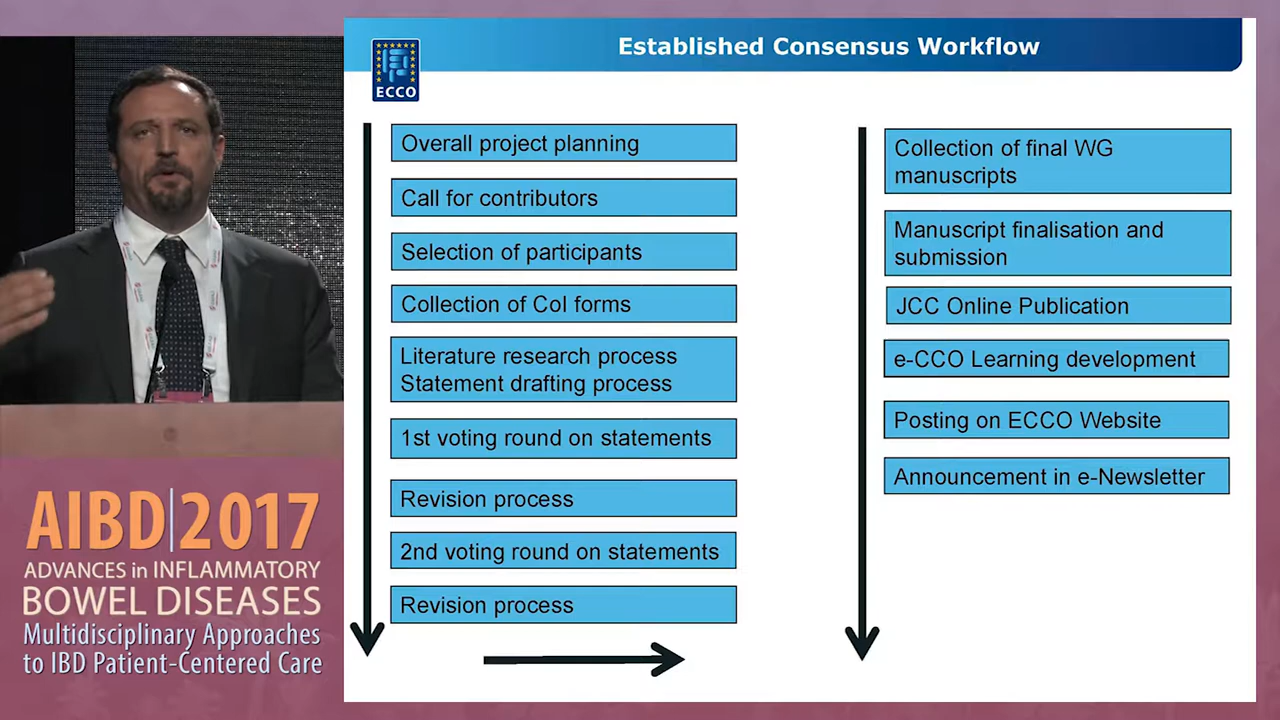 Established Consensus Workflow
ECCO
Overall project planning
Call for contributors
Selection of participants
Collection of CoI forms
Literature research process
Statement drafting process
1st voting round on statements
Revision process
2nd voting round on statements
Revision process
Collection of final WG
manuscripts
Manuscript finalisation and
submission
JCC Online Publication
e-CCO Learning development
Posting on ECCO Website
Announcement in e-Newsletter
AIBD|2017
ADVANCES in INFLAMMATORY
BOWEL DISEASES
Multidisciplinary Approaches
to IBD Patient-Centered Care